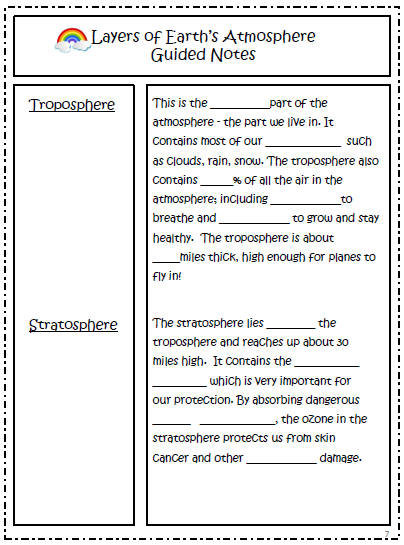 Layers of Earth's Atmosphere
Guided Notes
Troposphere
This is the __________part of the
atmosphere - the part we live in. It
contains most of our _____________ such
as clouds, rain, snow. The troposphere also
contains ______% of all the air in the
atmosphere; including ____________to
breathe and ____________ to grow and stay
healthy. The troposphere is about
_____miles thick, high enough for planes to
fly in!
Stratosphere
The stratosphere lies ________ the
troposphere and reaches up about 30
miles high. It contains the ___________
_________ which is very important for
our protection. By absorbing dangerous
_______ _____________, the ozone in the
stratosphere protects us from skin
cancer and other ____________ damage.
7